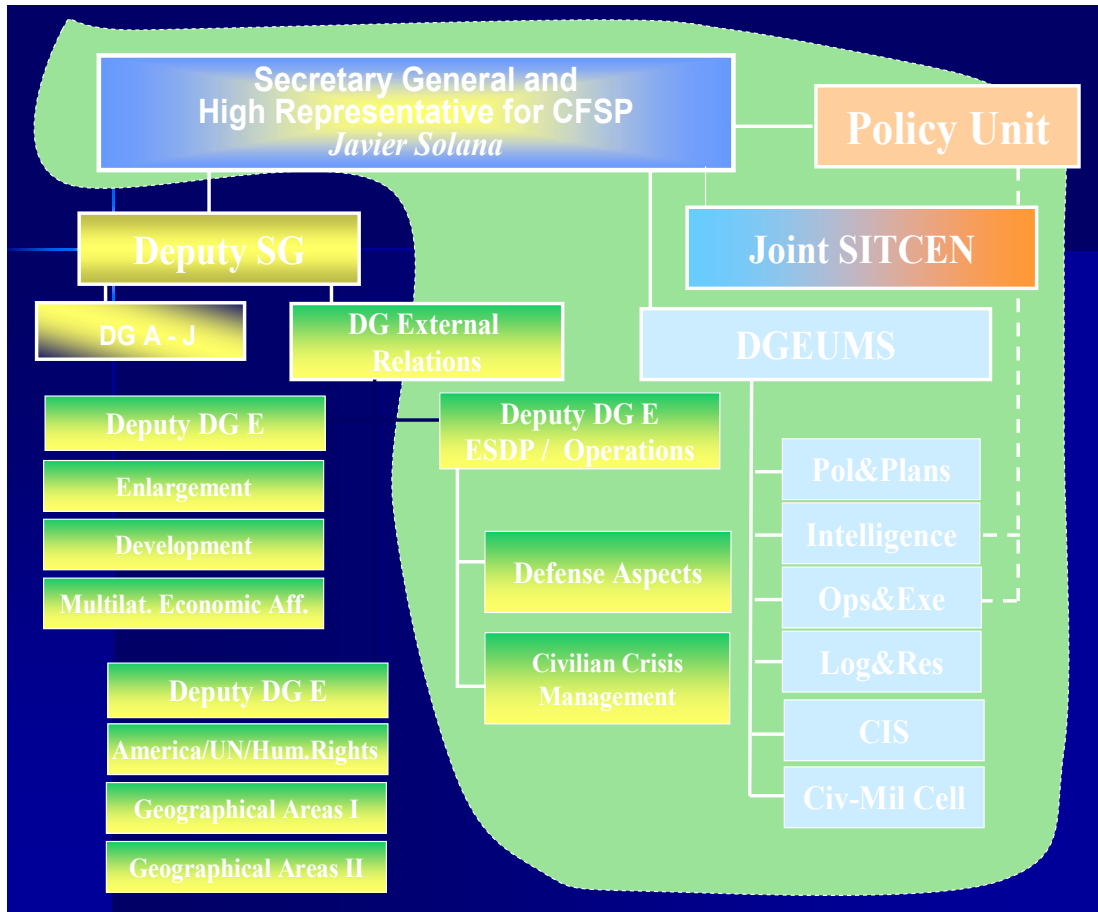 Secretary General and
High Representative for CFSP
Javier Solana
Policy Unit
Deputy SG
Joint SITCEN
DG A - J
DG External
Relations
DGEUMS
Deputy DG E
Enlargement
Development
Multilat. Economic Aff.
Deputy DG E
ESDP / Operations
Defense Aspects
Civilian Crisis
Management
Pol&Plans
Intelligence
Ops&Exe
Log&Res
CIS
Civ-Mil Cell
Deputy DG E
America/UN/Hum.Rights
Geographical Areas I
Geographical Areas II